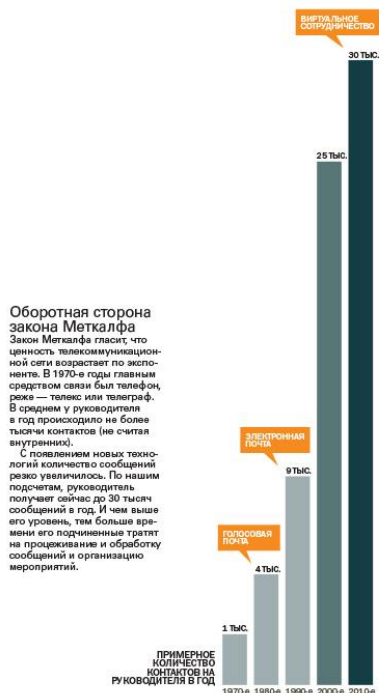 ВИРТУАЛЬНОЕ
СОТРУДНИЧЕСТВО
30 ТЫС.
25 ТЫС.
Оборотная сторона
закона Меткалфа
Закон Меткалфа гласит, что
ценность телекоммуникацион-
ной сети возрастает по экспо-
ненте. В 1970-е годы главным
средством связи был телефон,
реже — телекс или телеграф.
В среднем у руководителя
в год происходило не более
тысячи контактов (не считая
внутренних).
С появлением новых техно-
логий количество сообщений
резко увеличилось. По нашим
подсчетам, руководитель
получает сейчас до 30 тысяч
сообщений в год. И чем выше
его уровень, тем больше вре-
мени его подчиненные тратят
на процеживание и обработку
сообщений и организацию
мероприятий.
ЭЛЕКТРОННАЯ
ПОЧТА
9 ТЫС.
ГОЛОСОВАЯ
ПОЧТА
4 ТЫС.
1 ТЫС.
ПРИМЕРНОЕ
КОЛИЧЕСТВО
КОНТАКТОВ НА
РУКОВОДИТЕЛЯ В ГОД
1970-е 1980-е 1990-е 2000-е 2010-е